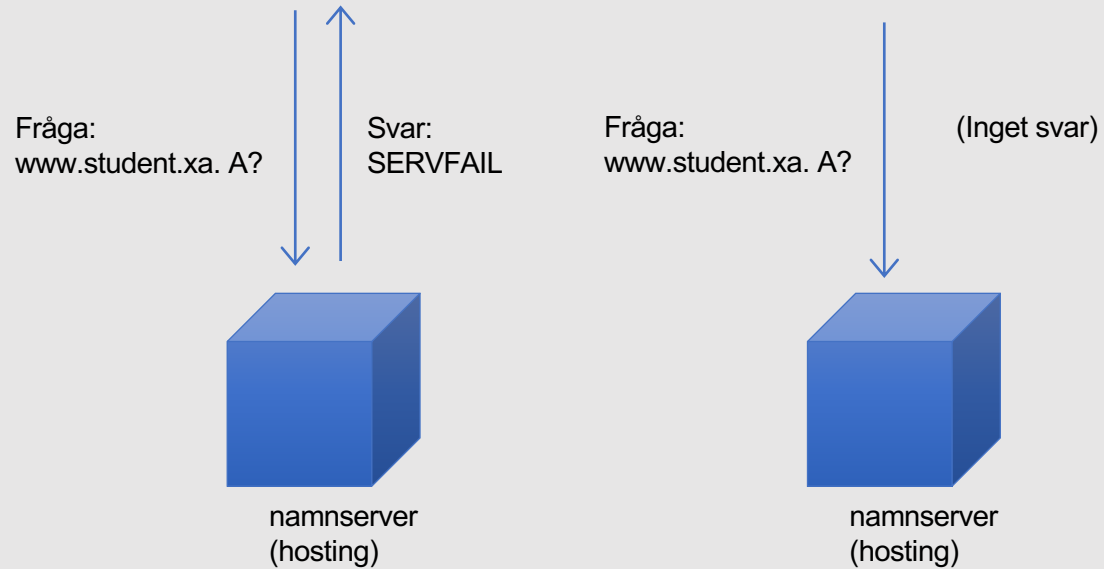 Fråga:
www.student.xa. A?
Svar:
SERVFAIL
Fråga:
www.student.xa. A?
(Inget svar)
namnserver
(hosting)
namnserver
(hosting)